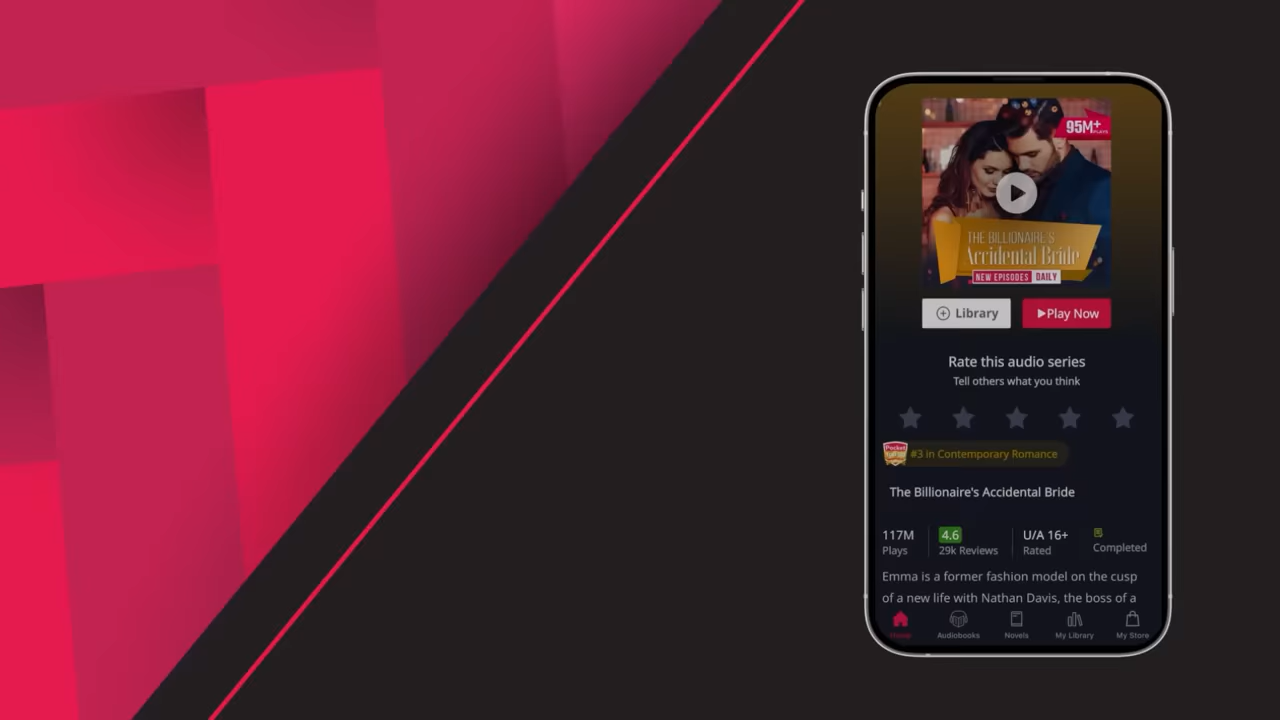 95M+
PLAYS
THE BILLIONAIRE'S
Accidental Bride
NEW EPISODES DAILY
Library
Play Now
Rate this audio series
Tell others what you think
Pocket
#3 in Contemporary Romance
The Billionaire's Accidental Bride
117M 4.6 U/A 16+
Plays 29k Reviews Rated Completed
Emma is a former fashion model on the cusp
of a new life with Nathan Davis, the boss of a
Home Audiobooks Novels My Library My Store